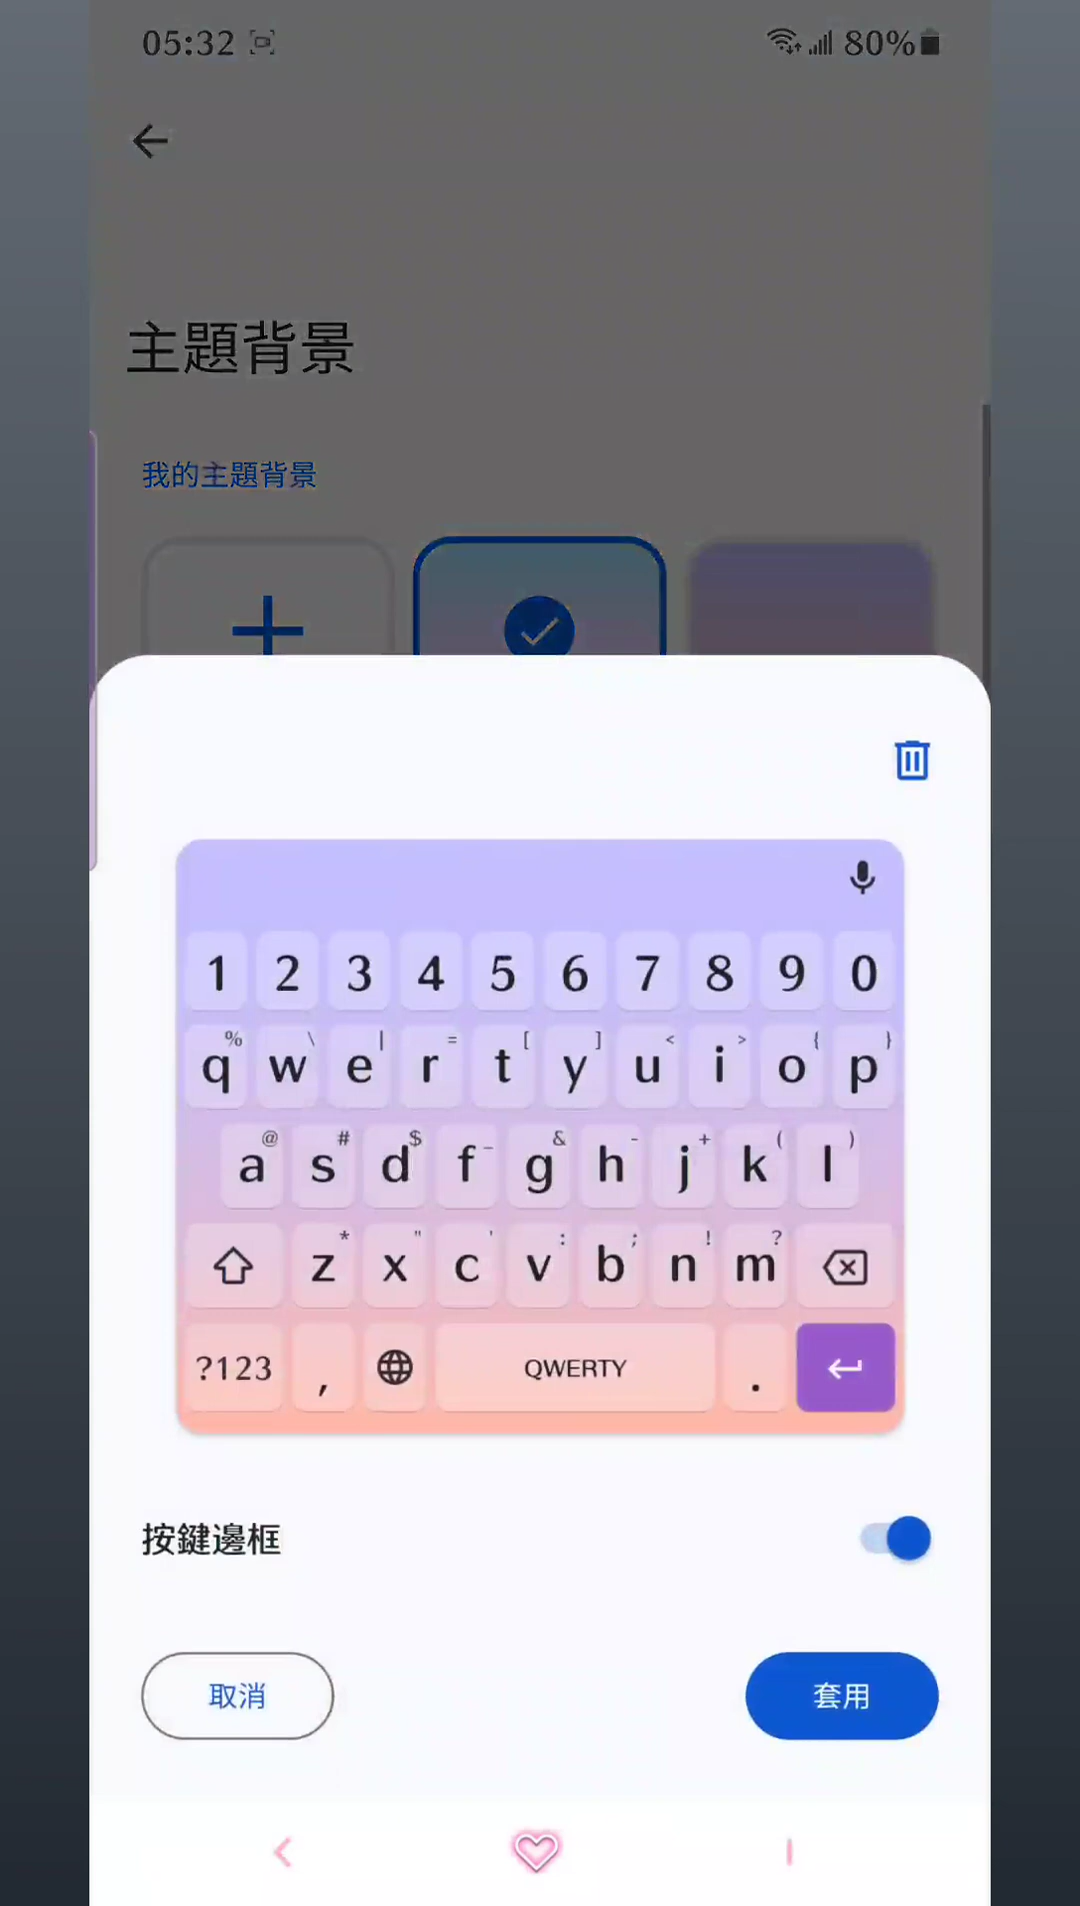 05:32 80%
主題背景
我的主題背景
1 2 3 4 5 6 7 8 9 0
% \ | = [ ] < > { }
q w e r t y u i o p
@ # $ _ & - + ( )
a s d f g h j k l
* " ' : ; ! ?
z x c v b n m
?123 , QWERTY .
按鍵邊框
取消 套用